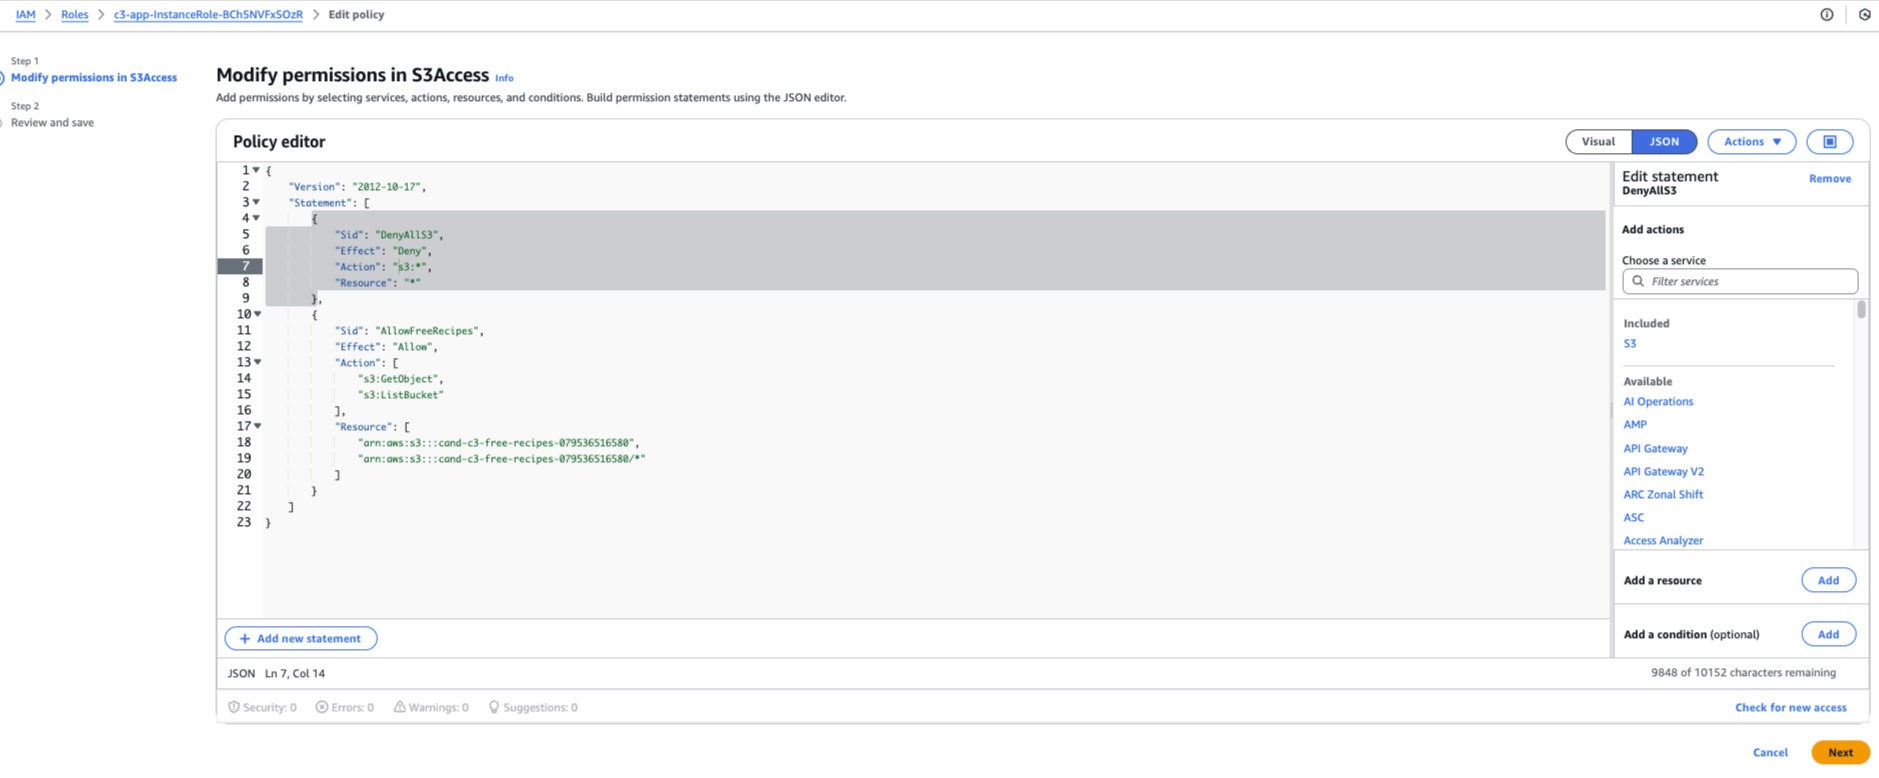 IAM > Roles > c3-app-InstanceRole-BCh5NVFxSOzR > Edit policy
Step 1
Modify permissions in S3Access
Step 2
Review and save
Modify permissions in S3Access Info
Add permissions by selecting services, actions, resources, and conditions. Build permission statements using the JSON editor.
Policy editor
Visual JSON Actions
1 {
2 "Version": "2012-10-17",
3 "Statement": [
4 {
5 "Sid": "DenyAllS3",
6 "Effect": "Deny",
7 "Action": "s3:*",
8 "Resource": "*"
9 },
10 {
11 "Sid": "AllowFreeRecipes",
12 "Effect": "Allow",
13 "Action": [
14 "s3:GetObject",
15 "s3:ListBucket"
16 ],
17 "Resource": [
18 "arn:aws:s3:::cand-c3-free-recipes-079536516580",
19 "arn:aws:s3:::cand-c3-free-recipes-079536516580/*"
20 ]
21 }
22 ]
23 }
+ Add new statement
JSON Ln 7, Col 14
9848 of 10152 characters remaining
Security: 0 Errors: 0 Warnings: 0 Suggestions: 0
Check for new access
Edit statement
DenyAllS3
Remove
Add actions
Choose a service
Filter services
Included
S3
Available
AI Operations
AMP
API Gateway
API Gateway V2
ARC Zonal Shift
ASC
Access Analyzer
Add a resource Add
Add a condition (optional) Add
Cancel Next